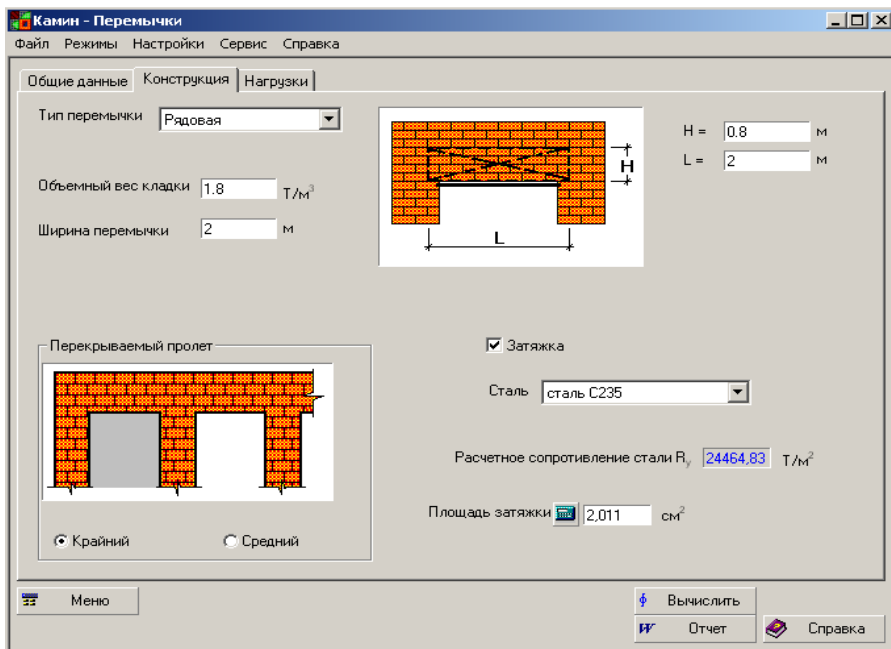 Камин - Перемычки
Файл Режимы Настройки Сервис Справка
Общие данные Конструкция Нагрузки
Тип перемычки Рядовая
H = 0.8 м
L = 2 м
H
L
Объемный вес кладки 1.8 Т/м³
Ширина перемычки 2 м
Перекрываемый пролет
Крайний Средний
Затяжка
Сталь сталь С235
Расчетное сопротивление стали Rу 24464,83 Т/м²
Площадь затяжки 2,011 см²
Меню
Вычислить
Отчет Справка